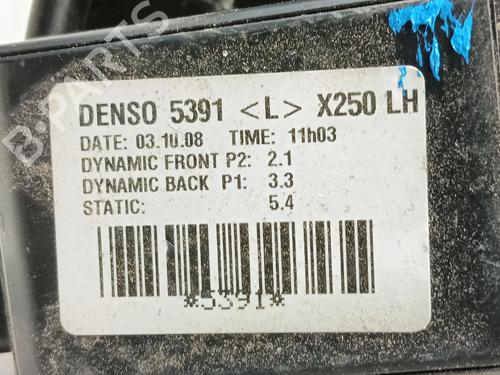 DENSO 5391 <L> X250 LH
DATE: 03.10.08 TIME: 11h03
DYNAMIC FRONT P2: 2.1
DYNAMIC BACK P1: 3.3
STATIC: 5.4
*5391*
B-PARTS